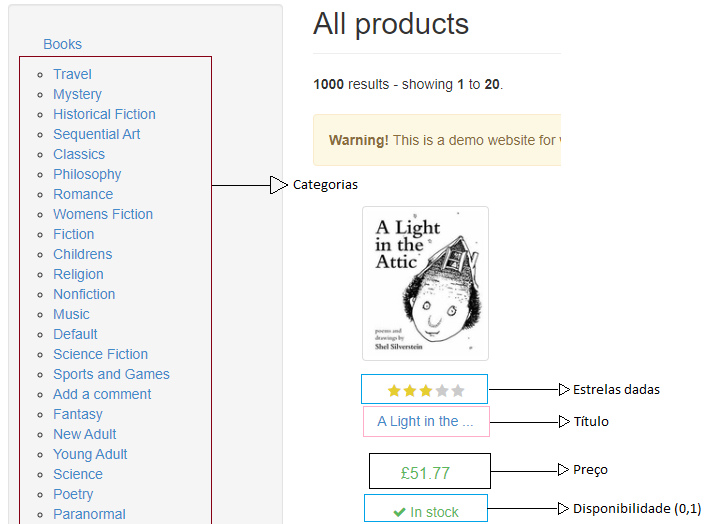 Books
Travel
Mystery
Historical Fiction
Sequential Art
Classics
Philosophy
Romance
Womens Fiction
Fiction
Childrens
Religion
Nonfiction
Music
Default
Science Fiction
Sports and Games
Add a comment
Fantasy
New Adult
Young Adult
Science
Poetry
Paranormal
Categorias
All products
1000 results - showing 1 to 20.
Warning! This is a demo website for
A Light
in the
Attic
poems and
drawings by
Shel Silverstein
Estrelas dadas
A Light in the ...
Título
£51.77
Preço
In stock
Disponibilidade (0,1)